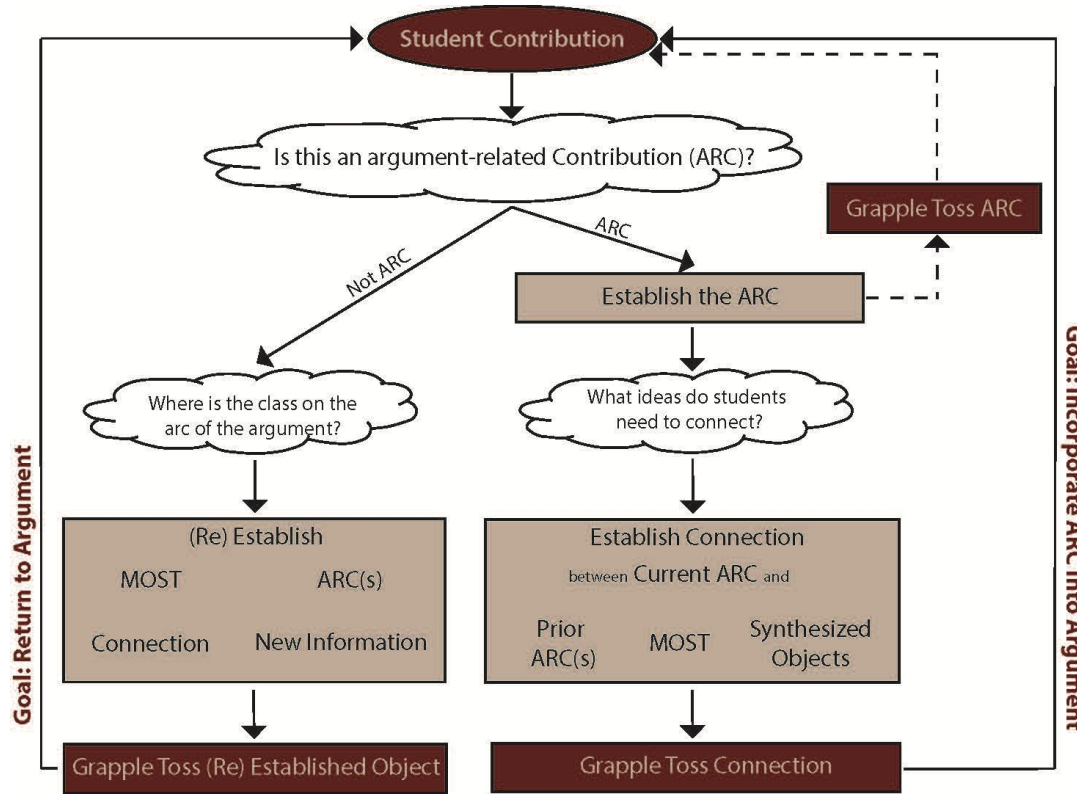 Student Contribution
Is this an argument-related Contribution (ARC)?
Grapple Toss ARC
Not ARC
ARC
Establish the ARC
Where is the class on the
arc of the argument?
What ideas do students
need to connect?
(Re) Establish
MOST
ARC(s)
Connection
New Information
Establish Connection
between Current ARC and
Prior
ARC(s)
MOST
Synthesized
Objects
Grapple Toss (Re) Established Object
Grapple Toss Connection
Goal: Return to Argument
Goal: Incorporate ARC into Argument